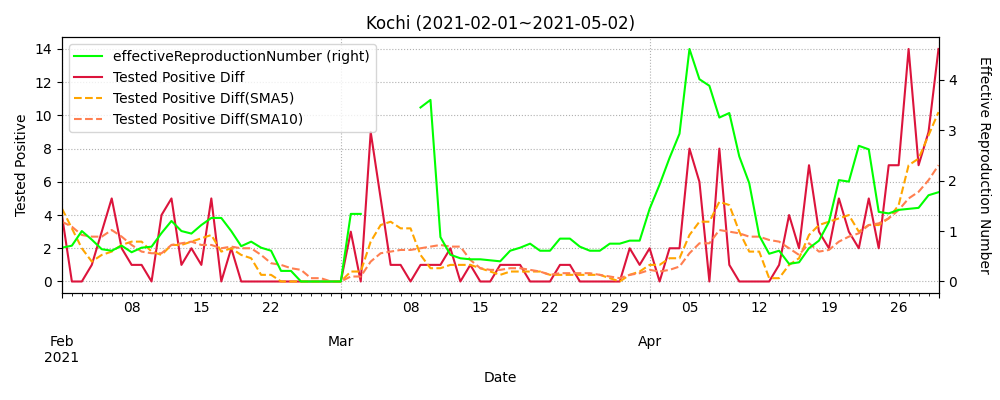 Kochi (2021-02-01~2021-05-02)
effectiveReproductionNumber (right)
Tested Positive Diff
Tested Positive Diff(SMA5)
Tested Positive Diff(SMA10)
Tested Positive
14
12
10
8
6
4
2
0
Effective Reproduction Number
4
3
2
1
0
08 15 22 08 15 22 29 05 12 19 26
Feb Mar Apr
2021
Date